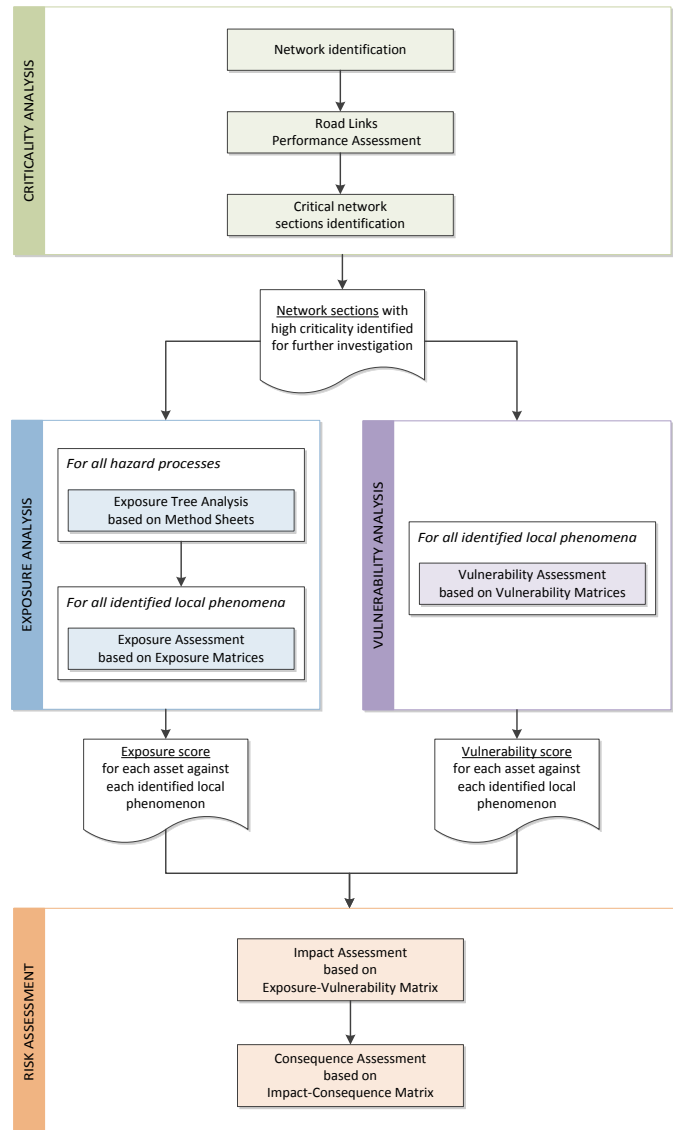 CRITICALITY ANALYSIS
Network identification
Road Links
Performance Assessment
Critical network
sections identification
Network sections with
high criticality identified
for further investigation
EXPOSURE ANALYSIS
For all hazard processes
Exposure Tree Analysis
based on Method Sheets
For all identified local phenomena
Exposure Assessment
based on Exposure Matrices
VULNERABILITY ANALYSIS
For all identified local phenomena
Vulnerability Assessment
based on Vulnerability Matrices
Exposure score
for each asset against
each identified local
phenomenon
Vulnerability score
for each asset against
each identified local
phenomenon
RISK ASSESSMENT
Impact Assessment
based on
Exposure-Vulnerability Matrix
Consequence Assessment
based on
Impact-Consequence Matrix